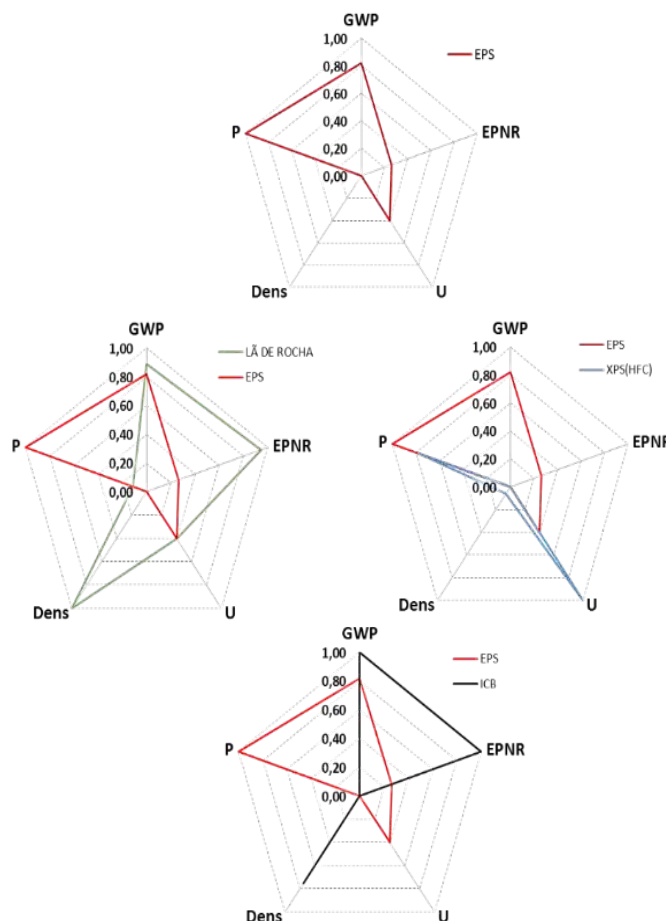 GWP
1,00
0,80
0,60
0,40
0,20
0,00
EPS
P
EPNR
Dens
U
GWP
1,00
0,80
0,60
0,40
0,20
0,00
LÃ DE ROCHA
EPS
P
EPNR
Dens
U
GWP
1,00
0,80
0,60
0,40
0,20
0,00
EPS
XPS(HFC)
P
EPNR
Dens
U
GWP
1,00
0,80
0,60
0,40
0,20
0,00
EPS
ICB
P
EPNR
Dens
U